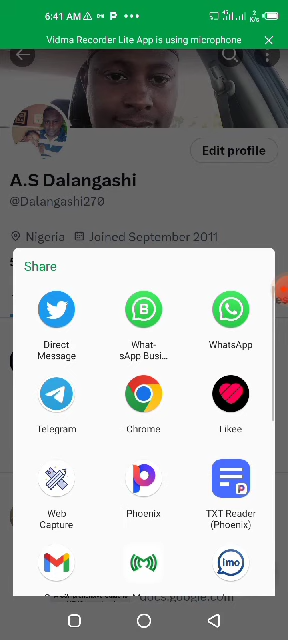 6:41 AM
Vidma Recorder Lite App is using microphone
Edit profile
A.S Dalangashi
@Dalangashi270
Nigeria Joined September 2011
Share
Direct Message
What-sApp Busi...
WhatsApp
Telegram
Chrome
Likee
Web Capture
Phoenix
TXT Reader (Phoenix)
imo